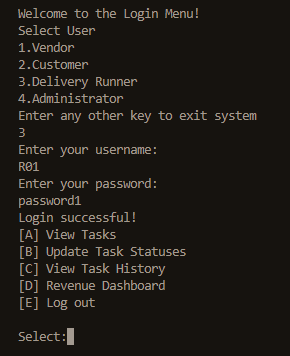 Welcome to the Login Menu!
Select User
1.Vendor
2.Customer
3.Delivery Runner
4.Administrator
Enter any other key to exit system
3
Enter your username:
R01
Enter your password:
password1
Login successful!
[A] View Tasks
[B] Update Task Statuses
[C] View Task History
[D] Revenue Dashboard
[E] Log out
Select: